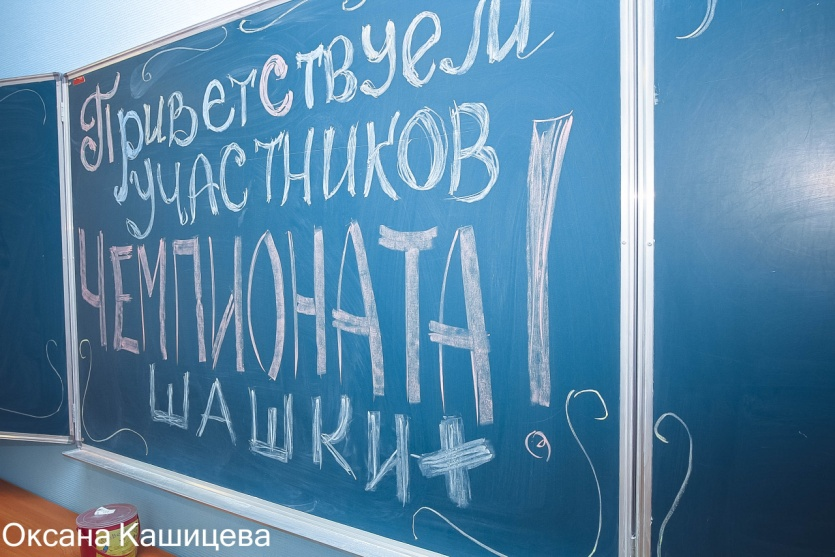 Приветствуем
участников
ЧЕМПИОНАТА!
ШАШКИ+
Оксана Кашицева